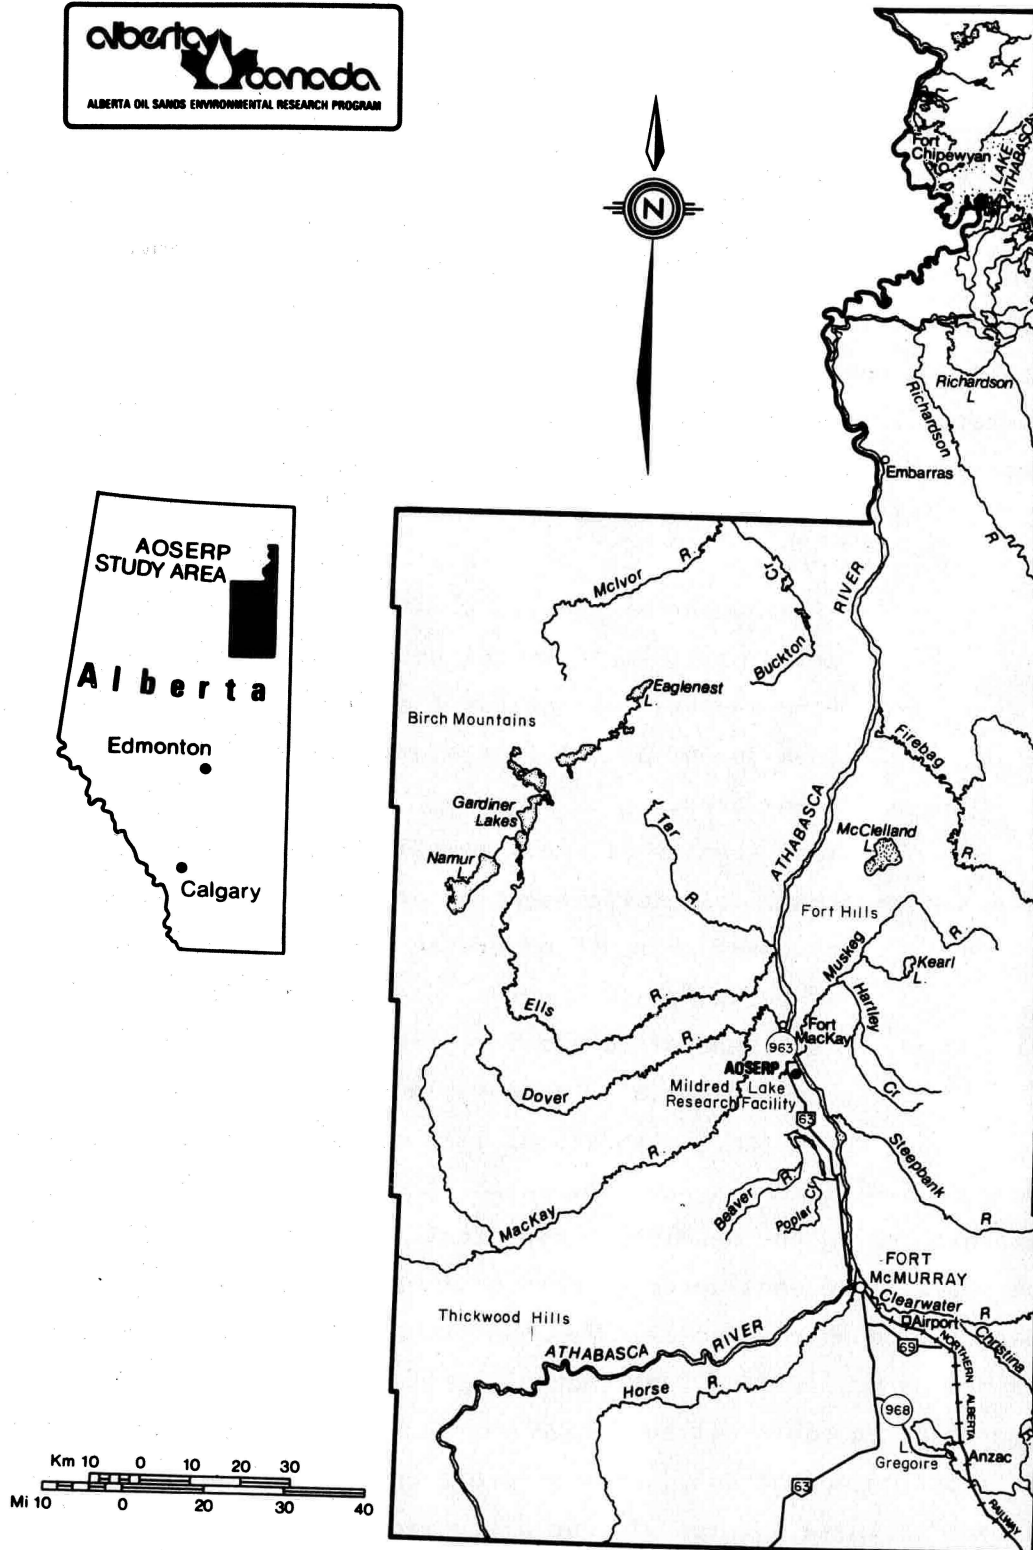 alberta
canada
ALBERTA OIL SANDS ENVIRONMENTAL RESEARCH PROGRAM
N
Fort
Chipewyan
LAKE
ATHABASCA
Richardson
L
Richardson
R
Embarras
AOSERP
STUDY AREA
Alberta
Edmonton
Calgary
McIvor R.
Cr
Buckton
RIVER
Eaglenest
L.
Birch Mountains
Firebag
R.
Gardiner
Lakes
Namur
L
Tar
R.
ATHABASCA
McClelland
L.
Fort Hills
Muskeg
R.
Kearl
L.
Hartley
Cr
Ells
R.
Fort
MacKay
963
AOSERP
Mildred Lake
Research Facility
Dover
R.
63
Steepbank
R
Beaver
R.
Poplar Cr
MacKay
R.
FORT
McMURRAY
Clearwater
R
Airport
Christina
69
NORTHERN ALBERTA
RAILWAY
Thickwood Hills
ATHABASCA RIVER
Horse R.
968
L
Gregoire
Anzac
63
Km 10 0 10 20 30
Mi 10 0 20 30 40